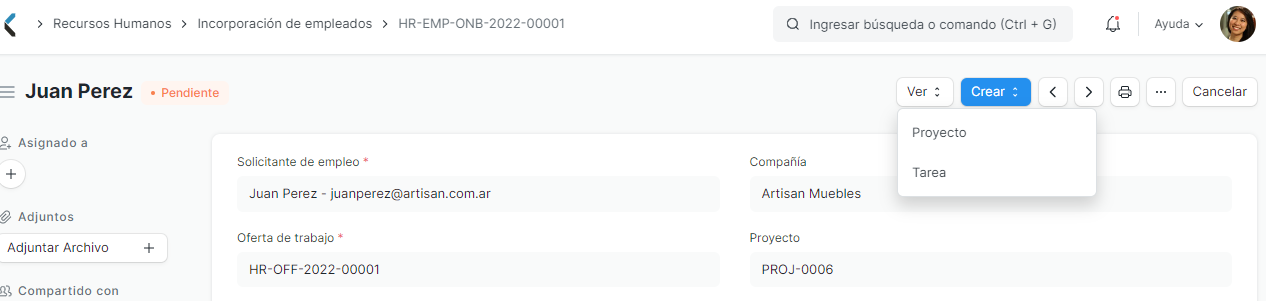 Recursos Humanos > Incorporación de empleados > HR-EMP-ONB-2022-00001
Ingresar búsqueda o comando (Ctrl + G)
Ayuda
Juan Perez
Pendiente
Ver
Crear
...
Cancelar
Proyecto
Tarea
Asignado a
+
Adjuntos
Adjuntar Archivo +
Compartido con
Solicitante de empleo *
Juan Perez - juanperez@artisan.com.ar
Compañía
Artisan Muebles
Oferta de trabajo *
HR-OFF-2022-00001
Proyecto
PROJ-0006